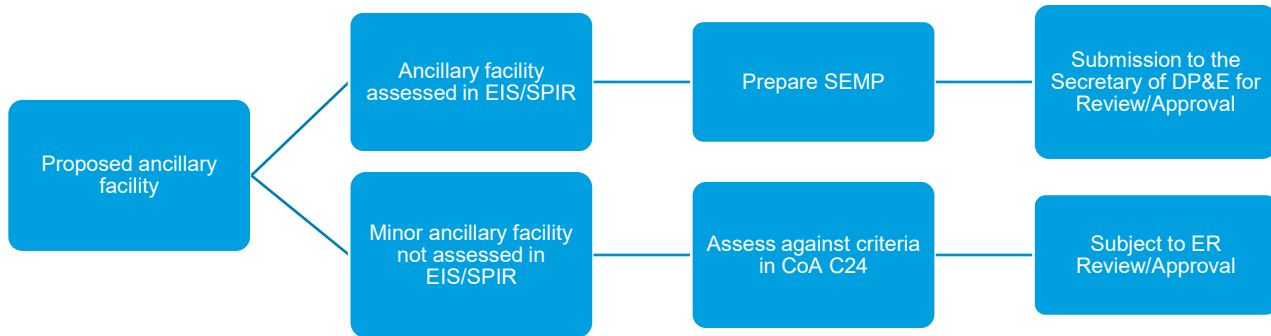 Proposed ancillary
facility
Ancillary facility
assessed in EIS/SPIR
Prepare SEMP
Submission to the
Secretary of DP&E for
Review/Approval
Minor ancillary facility
not assessed in
EIS/SPIR
Assess against criteria
in CoA C24
Subject to ER
Review/Approval